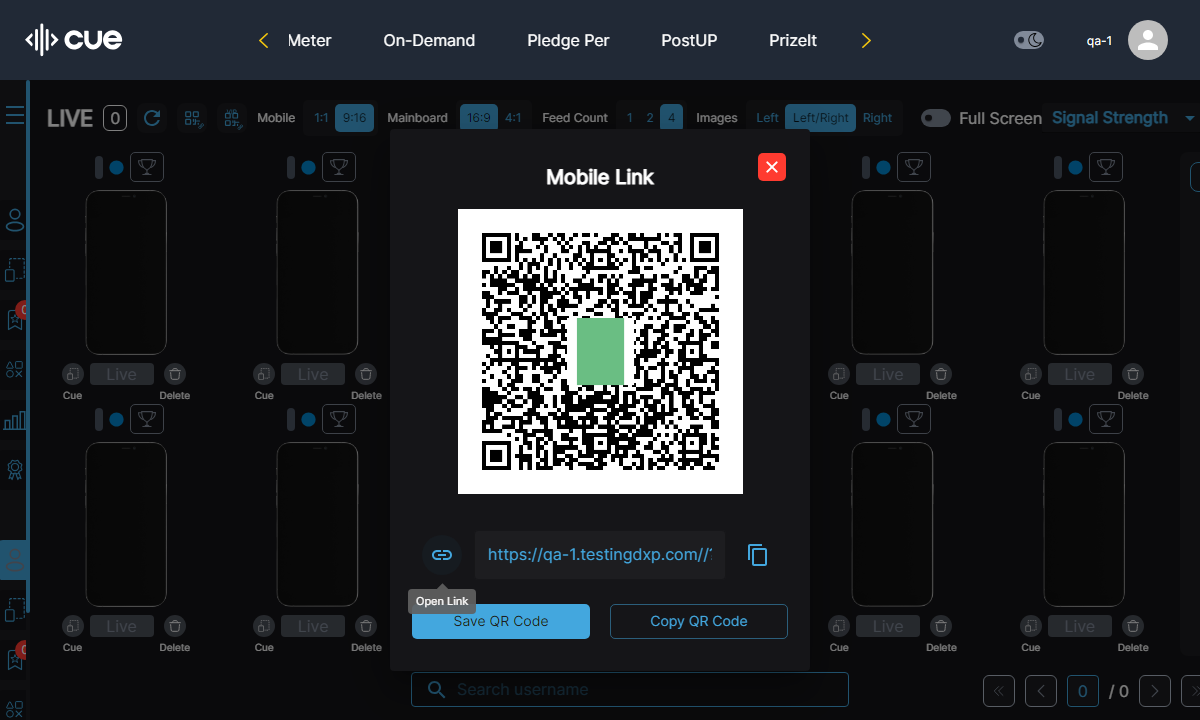 cue
Meter
On-Demand
Pledge Per
PostUP
PrizeIt
qa-1
LIVE 0
Mobile 1:1 9:16 Mainboard 16:9 4:1 Feed Count 1 2 4 Images Left Left/Right Right Full Screen Signal Strength
Mobile Link
Live Live Live Live
Cue Delete Cue Delete Cue Delete Cue Delete
https://qa-1.testingdxp.com//
Open Link
Save QR Code Copy QR Code
Live Live Live Live
Cue Delete Cue Delete Cue Delete Cue Delete
Search username
0 / 0